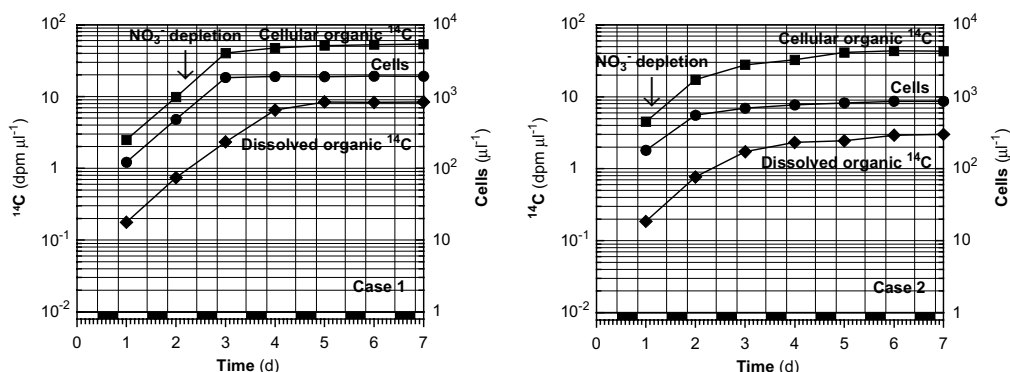 10²
10
1
10⁻¹
10⁻²
¹⁴C (dpm µl⁻¹)
NO₃⁻ depletion
Cellular organic ¹⁴C
Cells
Dissolved organic ¹⁴C
Case 1
10⁴
10³
10²
10
1
Cells (µl⁻¹)
0 1 2 3 4 5 6 7
Time (d)
10²
10
1
10⁻¹
10⁻²
¹⁴C (dpm µl⁻¹)
Cellular organic ¹⁴C
NO₃⁻ depletion
Cells
Dissolved organic ¹⁴C
Case 2
10⁴
10³
10²
10
1
Cells (µl⁻¹)
0 1 2 3 4 5 6 7
Time (d)